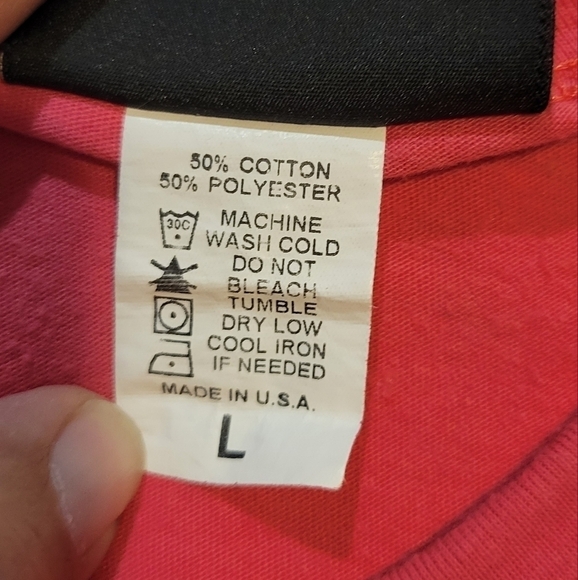 50% COTTON
50% POLYESTER
30C
MACHINE
WASH COLD
DO NOT
BLEACH
TUMBLE
DRY LOW
COOL IRON
IF NEEDED
MADE IN U.S.A.
L